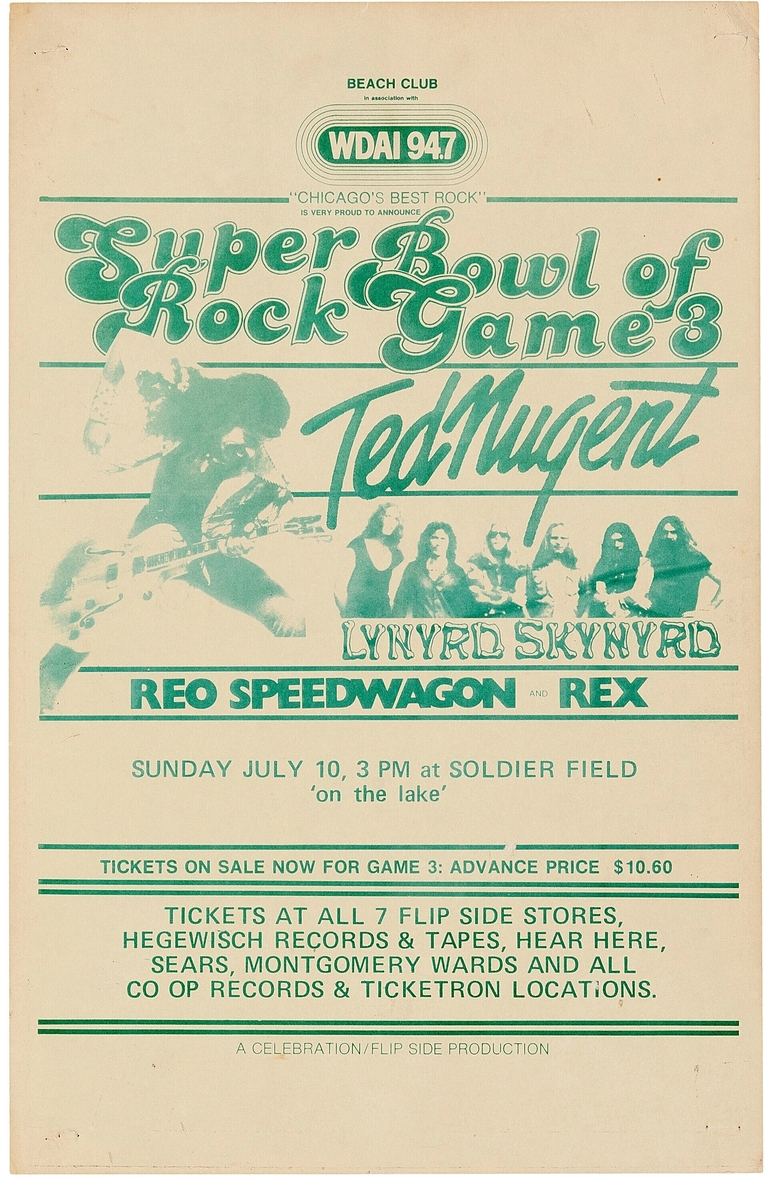 BEACH CLUB
in association with
WDAI 94.7
"CHICAGO'S BEST ROCK"
IS VERY PROUD TO ANNOUNCE
Super Bowl of
Rock Game 3
Ted Nugent
LYNYRD SKYNYRD
REO SPEEDWAGON AND REX
SUNDAY JULY 10, 3 PM at SOLDIER FIELD
'on the lake'
TICKETS ON SALE NOW FOR GAME 3: ADVANCE PRICE $10.60
TICKETS AT ALL 7 FLIP SIDE STORES,
HEGEWISCH RECORDS & TAPES, HEAR HERE,
SEARS, MONTGOMERY WARDS AND ALL
CO OP RECORDS & TICKETRON LOCATIONS.
A CELEBRATION/FLIP SIDE PRODUCTION